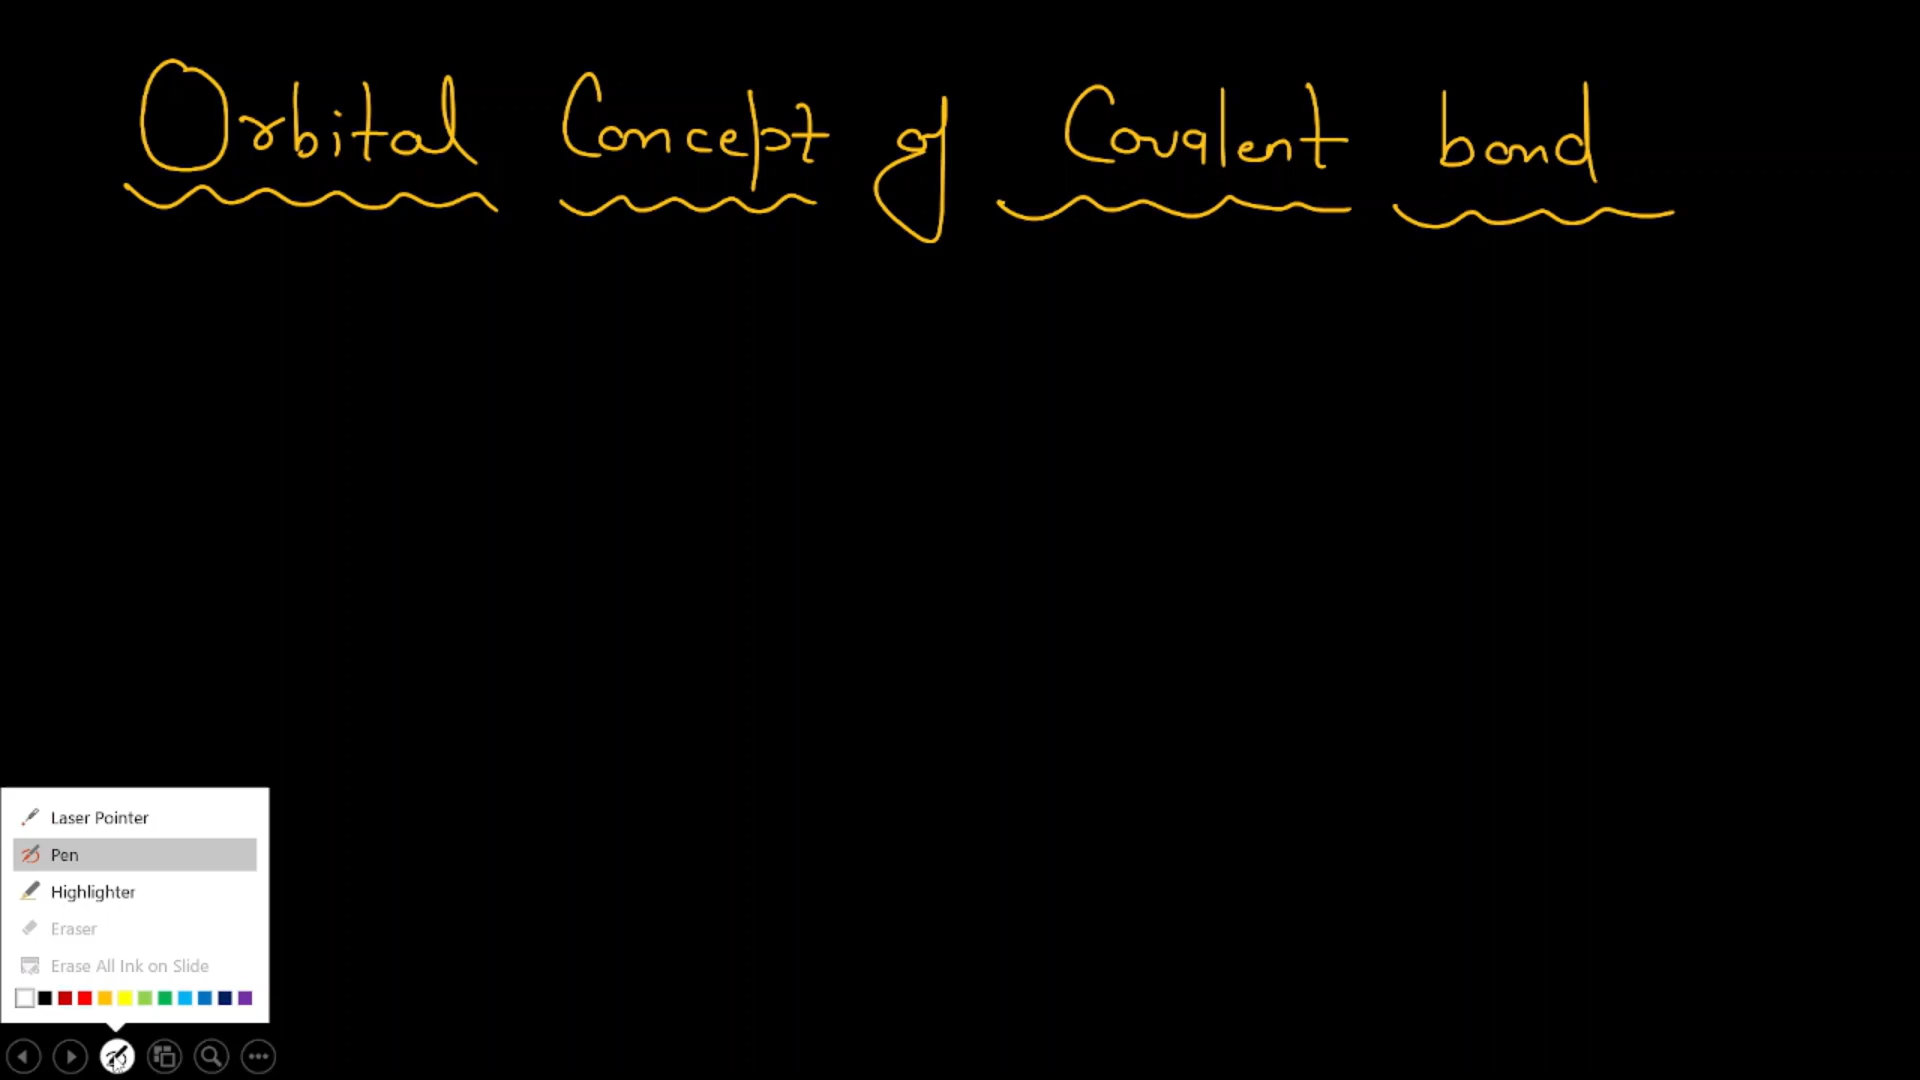 Orbital Concept of Covalent bond
Laser Pointer
Pen
Highlighter
Eraser
Erase All Ink on Slide